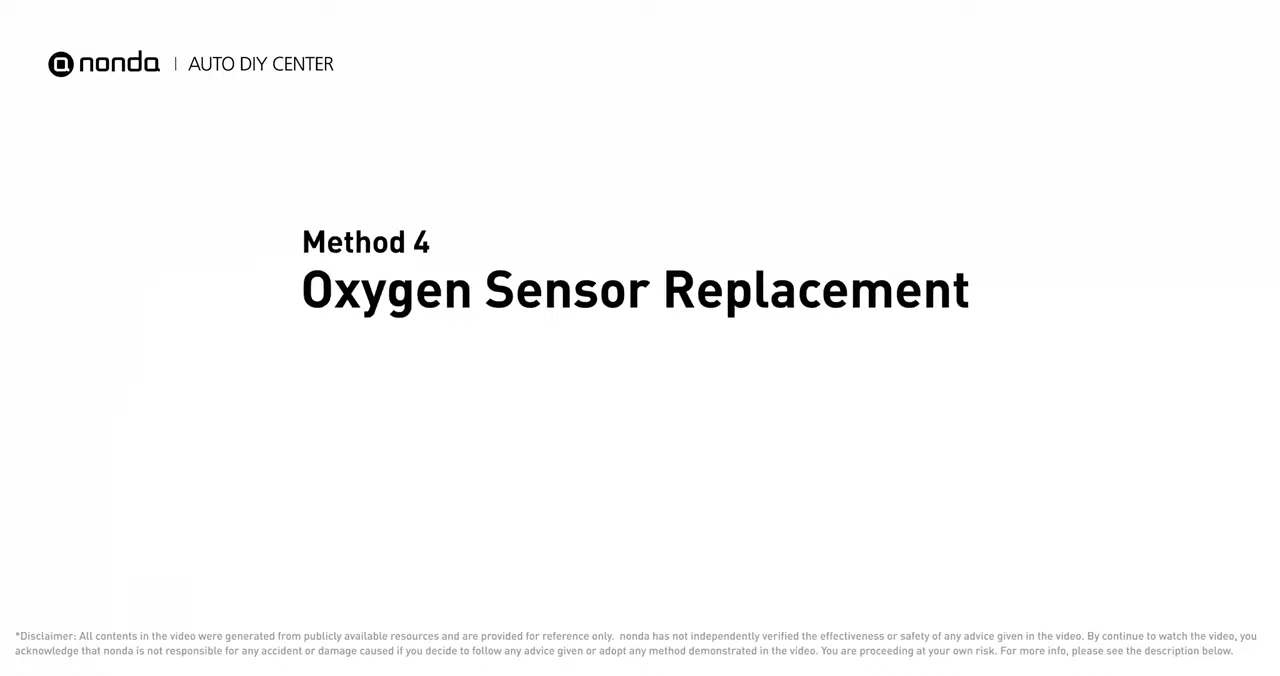 nonda | AUTO DIY CENTER
Method 4
Oxygen Sensor Replacement
*Disclaimer: All contents in the video were generated from publicly available resources and are provided for reference only. nonda has not independently verified the effectiveness or safety of any advice given in the video. By continue to watch the video, you
acknowledge that nonda is not responsible for any accident or damage caused if you decide to follow any advice given or adopt any method demonstrated in the video. You are proceeding at your own risk. For more info, please see the description below.